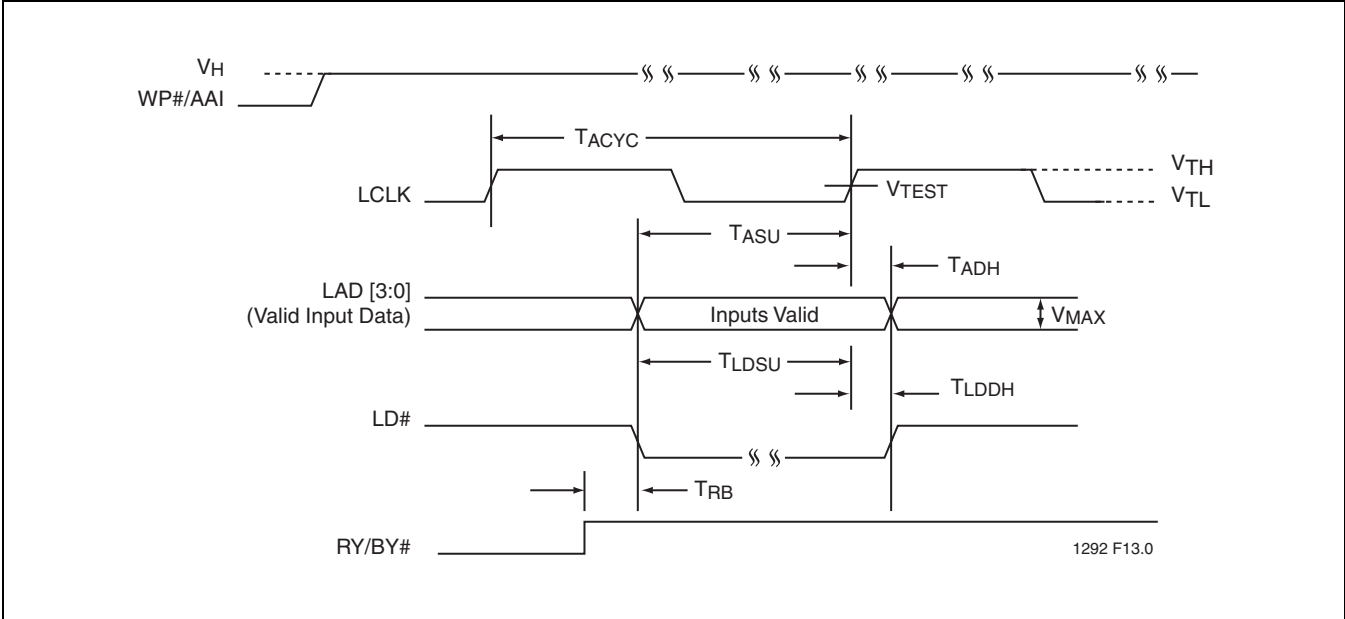 VH
WP#/AAI
TACYC
VTH
LCLK
VTEST
VTL
TASU
TADH
LAD [3:0]
(Valid Input Data)
Inputs Valid
VMAX
TLDSU
TLDDH
LD#
TRB
RY/BY#
1292 F13.0